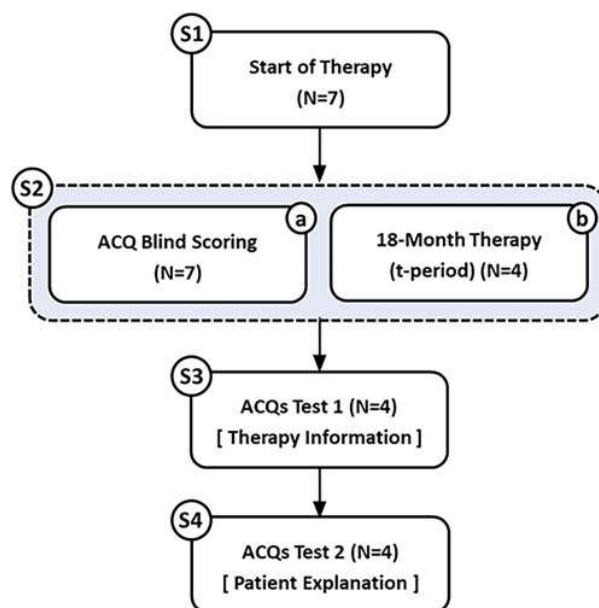 S1
Start of Therapy
(N=7)
S2
a
ACQ Blind Scoring
(N=7)
b
18-Month Therapy
(t-period) (N=4)
S3
ACQs Test 1 (N=4)
[ Therapy Information ]
S4
ACQs Test 2 (N=4)
[ Patient Explanation ]